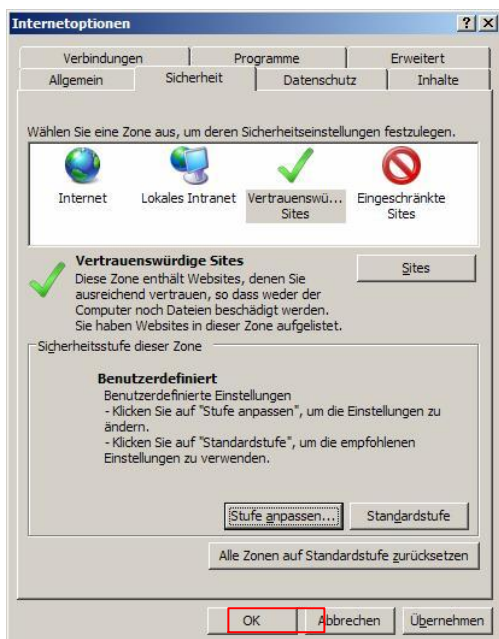 Internetoptionen
Verbindungen Programme Erweitert
Allgemein Sicherheit Datenschutz Inhalte
Wählen Sie eine Zone aus, um deren Sicherheitseinstellungen festzulegen.
Internet Lokales Intranet Vertrauenswü... Eingeschränkte
Sites Sites
Vertrauenswürdige Sites
Sites
Diese Zone enthält Websites, denen Sie
ausreichend vertrauen, so dass weder der
Computer noch Dateien beschädigt werden.
Sie haben Websites in dieser Zone aufgelistet.
Sicherheitsstufe dieser Zone
Benutzerdefiniert
Benutzerdefinierte Einstellungen
- Klicken Sie auf "Stufe anpassen", um die Einstellungen zu
ändern.
- Klicken Sie auf "Standardstufe", um die empfohlenen
Einstellungen zu verwenden.
Stufe anpassen... Standardstufe
Alle Zonen auf Standardstufe zurücksetzen
OK Abbrechen Übernehmen